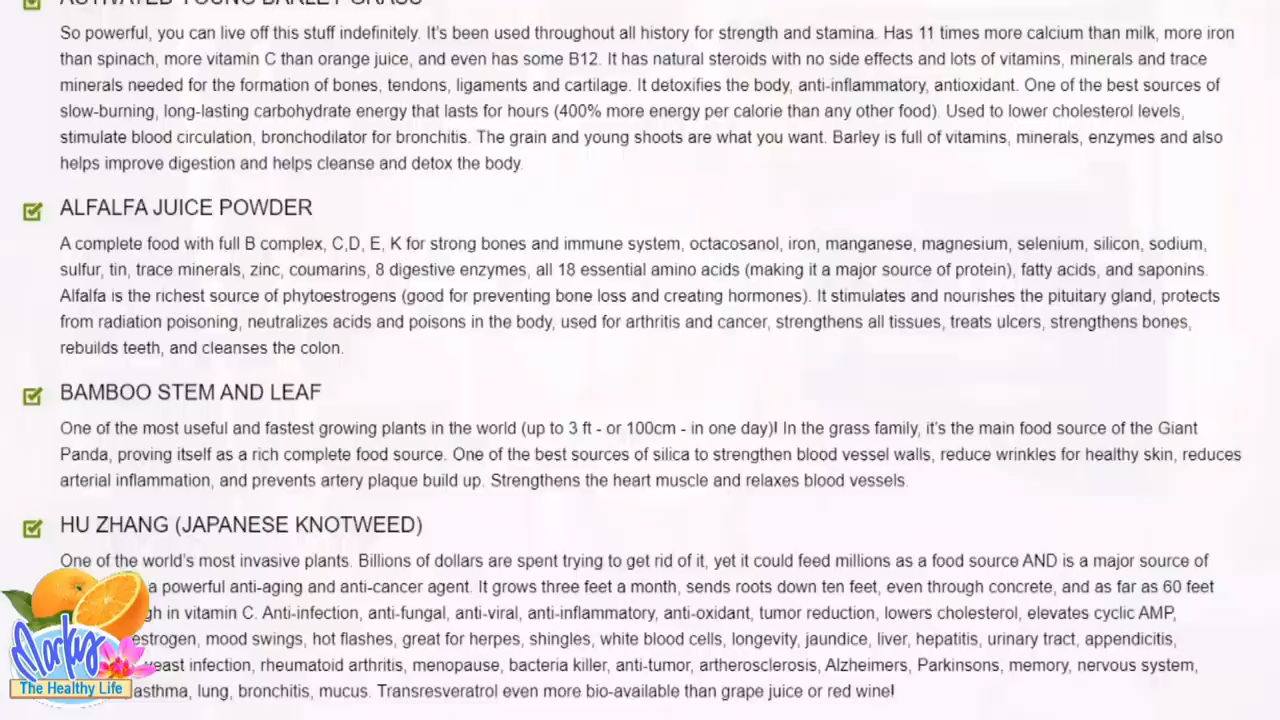 ACTIVATED YOUNG BARLEY GRASS
So powerful, you can live off this stuff indefinitely. It's been used throughout all history for strength and stamina. Has 11 times more calcium than milk, more iron
than spinach, more vitamin C than orange juice, and even has some B12. It has natural steroids with no side effects and lots of vitamins, minerals and trace
minerals needed for the formation of bones, tendons, ligaments and cartilage. It detoxifies the body, anti-inflammatory, antioxidant. One of the best sources of
slow-burning, long-lasting carbohydrate energy that lasts for hours (400% more energy per calorie than any other food). Used to lower cholesterol levels,
stimulate blood circulation, bronchodilator for bronchitis. The grain and young shoots are what you want. Barley is full of vitamins, minerals, enzymes and also
helps improve digestion and helps cleanse and detox the body.
ALFALFA JUICE POWDER
A complete food with full B complex, C,D, E, K for strong bones and immune system, octacosanol, iron, manganese, magnesium, selenium, silicon, sodium,
sulfur, tin, trace minerals, zinc, coumarins, 8 digestive enzymes, all 18 essential amino acids (making it a major source of protein), fatty acids, and saponins.
Alfalfa is the richest source of phytoestrogens (good for preventing bone loss and creating hormones). It stimulates and nourishes the pituitary gland, protects
from radiation poisoning, neutralizes acids and poisons in the body, used for arthritis and cancer, strengthens all tissues, treats ulcers, strengthens bones,
rebuilds teeth, and cleanses the colon.
BAMBOO STEM AND LEAF
One of the most useful and fastest growing plants in the world (up to 3 ft - or 100cm - in one day)! In the grass family, it's the main food source of the Giant
Panda, proving itself as a rich complete food source. One of the best sources of silica to strengthen blood vessel walls, reduce wrinkles for healthy skin, reduces
arterial inflammation, and prevents artery plaque build up. Strengthens the heart muscle and relaxes blood vessels.
HU ZHANG (JAPANESE KNOTWEED)
One of the world's most invasive plants. Billions of dollars are spent trying to get rid of it, yet it could feed millions as a food source AND is a major source of
a powerful anti-aging and anti-cancer agent. It grows three feet a month, sends roots down ten feet, even through concrete, and as far as 60 feet
in vitamin C. Anti-infection, anti-fungal, anti-viral, anti-inflammatory, anti-oxidant, tumor reduction, lowers cholesterol, elevates cyclic AMP,
estrogen, mood swings, hot flashes, great for herpes, shingles, white blood cells, longevity, jaundice, liver, hepatitis, urinary tract, appendicitis,
yeast infection, rheumatoid arthritis, menopause, bacteria killer, anti-tumor, artherosclerosis, Alzheimers, Parkinsons, memory, nervous system,
asthma, lung, bronchitis, mucus. Transresveratrol even more bio-available than grape juice or red wine!
Markus
The Healthy Life